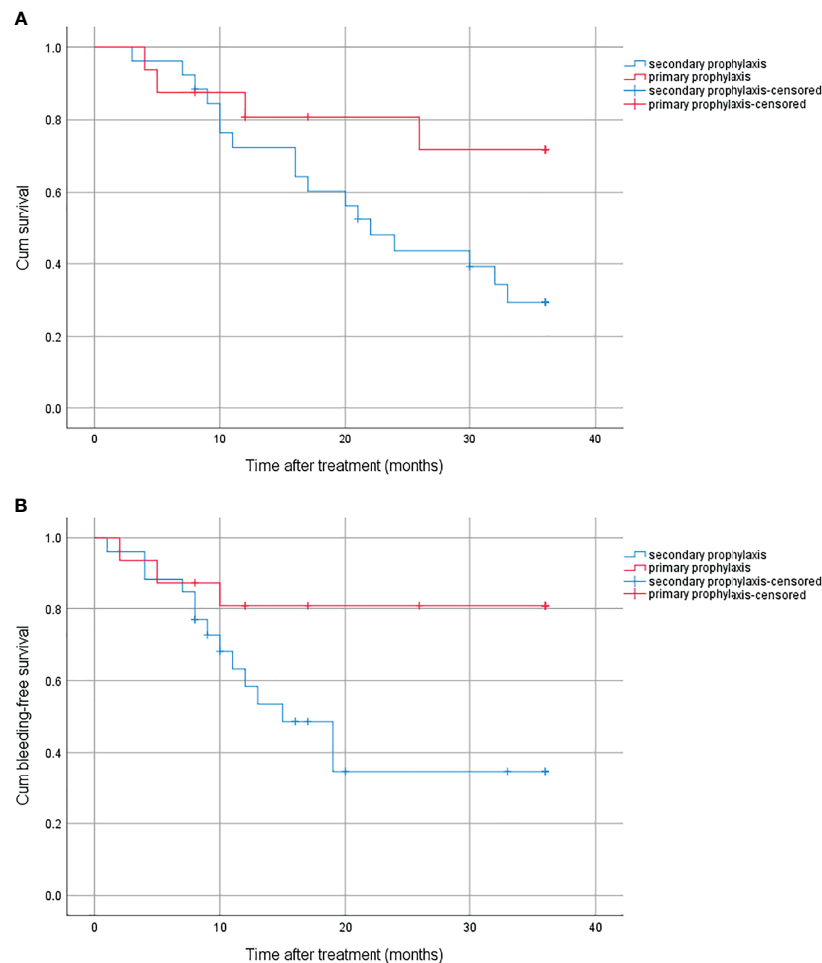 A
1.0
0.8
0.6
0.4
0.2
0.0
Cum survival
0
10
20
30
40
Time after treatment (months)
secondary prophylaxis
primary prophylaxis
secondary prophylaxis-censored
primary prophylaxis-censored
B
1.0
0.8
0.6
0.4
0.2
0.0
Cum bleeding-free survival
0
10
20
30
40
Time after treatment (months)
secondary prophylaxis
primary prophylaxis
secondary prophylaxis-censored
primary prophylaxis-censored